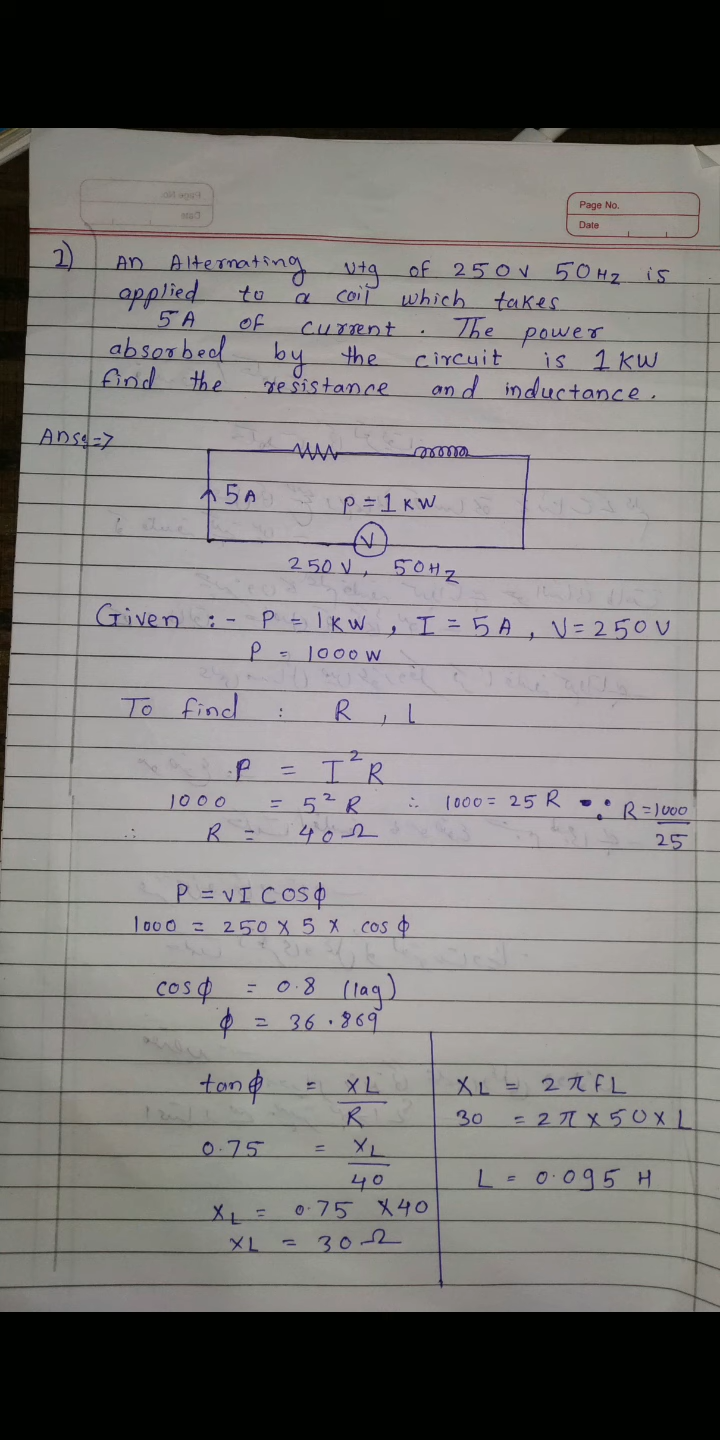 Page No.
Date
1) An Alternating vtg of 250V 50Hz is
applied to a coil which takes
5A of current. The power
absorbed by the circuit is 1KW
find the resistance and inductance.
Ans:=>
5A P=1KW
V
250V, 50Hz
Given :- P = 1KW, I = 5A, V=250V
P = 1000W
To find : R, L
P = I²R
1000 = 5²R ∴ 1000 = 25R ∵ R = 1000/25
∴ R = 40Ω
P = VI COSϕ
1000 = 250 × 5 × cosϕ
cosϕ = 0.8 (lag)
ϕ = 36.869
tanϕ = XL/R
0.75 = XL/40
XL = 0.75 × 40
XL = 30Ω
XL = 2πfL
30 = 2π × 50 × L
L = 0.095 H